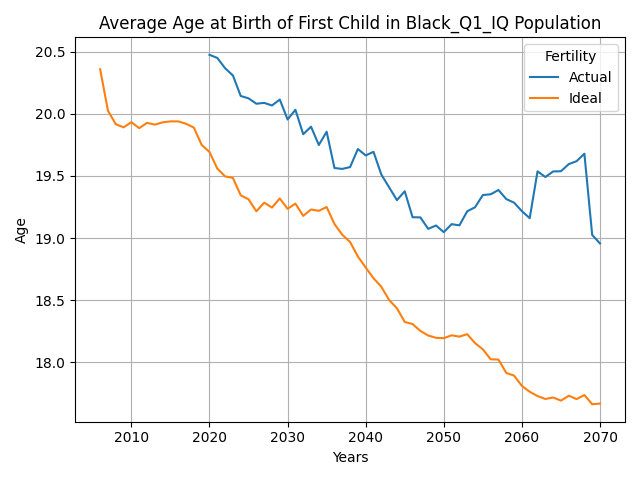 Average Age at Birth of First Child in Black_Q1_IQ Population
Fertility
Actual
Ideal
Age
20.5
20.0
19.5
19.0
18.5
18.0
2010
2020
2030
2040
2050
2060
2070
Years